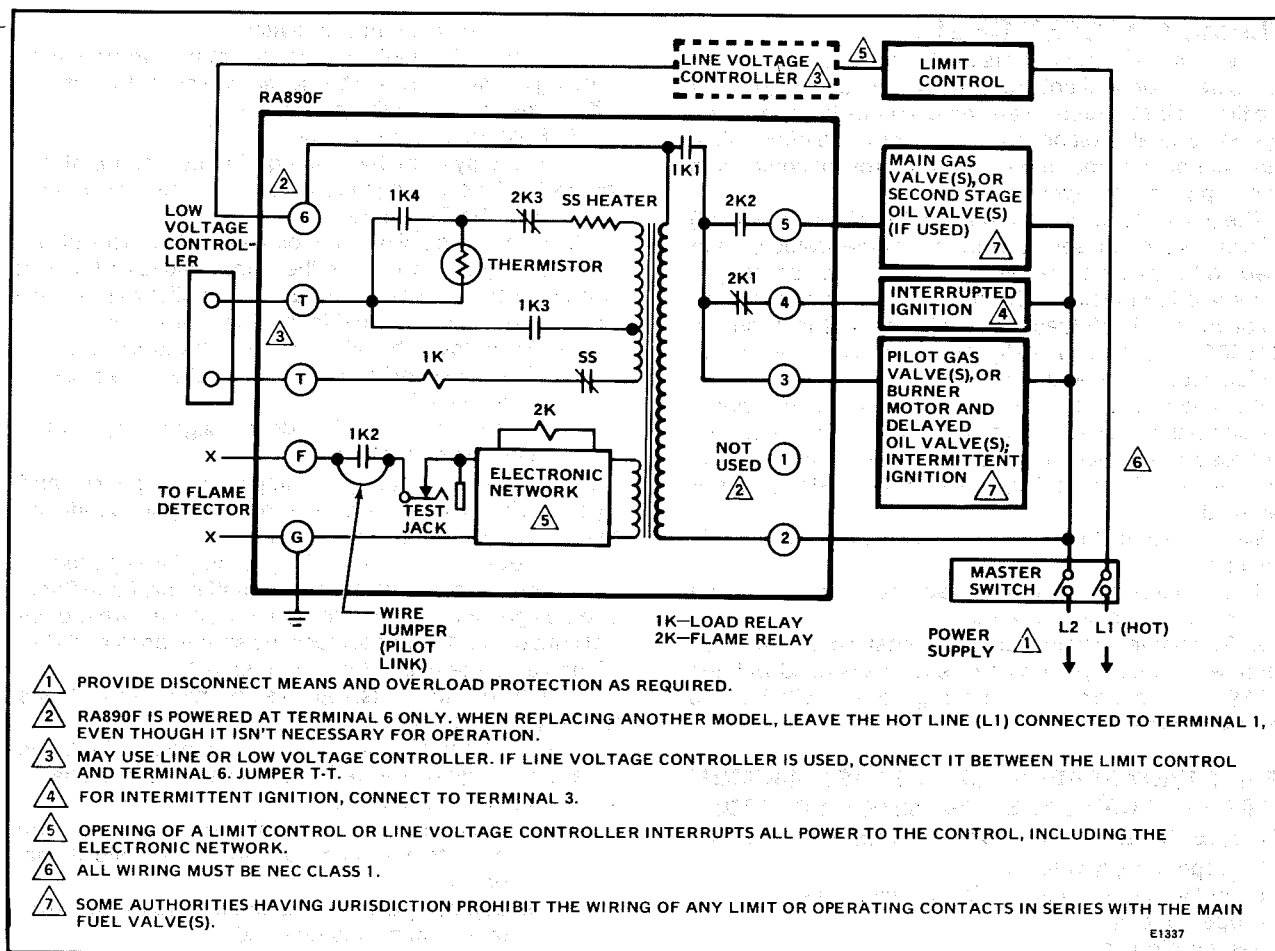 LINE VOLTAGE
CONTROLLER 3
5
LIMIT
CONTROL
RA890F
2
6
LOW
VOLTAGE
CONTROL-
LER
1K4
2K3
SS HEATER
THERMISTOR
1K3
T
3
T
1K
SS
1K1
2K2
5
MAIN GAS
VALVE(S), OR
SECOND STAGE
OIL VALVE(S)
(IF USED)
7
2K1
4
INTERRUPTED
IGNITION 4
3
PILOT GAS
VALVE(S), OR
BURNER
MOTOR AND
DELAYED
OIL VALVE(S);
INTERMITTENT
IGNITION
7
2K
X
F
1K2
TO FLAME
DETECTOR
X
G
TEST
JACK
ELECTRONIC
NETWORK
5
NOT
USED
2
1
6
2
WIRE
JUMPER
(PILOT
LINK)
1K—LOAD RELAY
2K—FLAME RELAY
MASTER
SWITCH
POWER
SUPPLY
1
L2 L1 (HOT)
1 PROVIDE DISCONNECT MEANS AND OVERLOAD PROTECTION AS REQUIRED.
2 RA890F IS POWERED AT TERMINAL 6 ONLY. WHEN REPLACING ANOTHER MODEL, LEAVE THE HOT LINE (L1) CONNECTED TO TERMINAL 1,
EVEN THOUGH IT ISN'T NECESSARY FOR OPERATION.
3 MAY USE LINE OR LOW VOLTAGE CONTROLLER. IF LINE VOLTAGE CONTROLLER IS USED, CONNECT IT BETWEEN THE LIMIT CONTROL
AND TERMINAL 6. JUMPER T-T.
4 FOR INTERMITTENT IGNITION, CONNECT TO TERMINAL 3.
5 OPENING OF A LIMIT CONTROL OR LINE VOLTAGE CONTROLLER INTERRUPTS ALL POWER TO THE CONTROL, INCLUDING THE
ELECTRONIC NETWORK.
6 ALL WIRING MUST BE NEC CLASS 1.
7 SOME AUTHORITIES HAVING JURISDICTION PROHIBIT THE WIRING OF ANY LIMIT OR OPERATING CONTACTS IN SERIES WITH THE MAIN
FUEL VALVE(S).
E1337